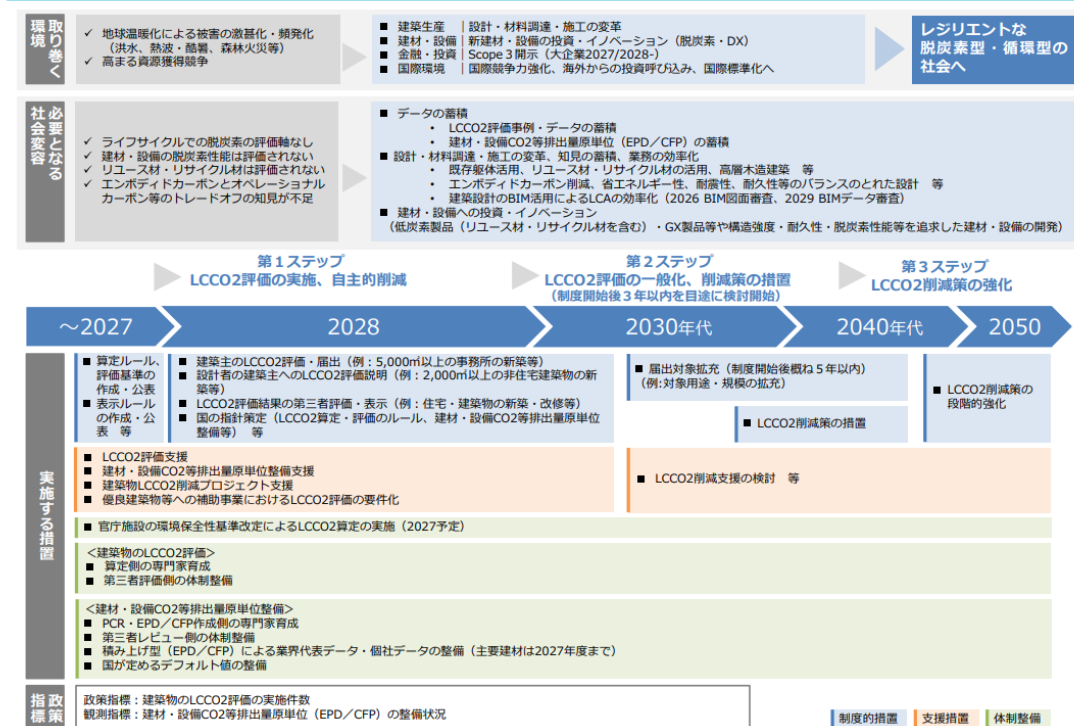 取り巻く
環境
✓ 地球温暖化による被害の激甚化・頻発化
（洪水、熱波・酷暑、森林火災等）
✓ 高まる資源獲得競争
■ 建築生産 ｜設計・材料調達・施工の変革
■ 建材・設備｜新建材・設備の投資・イノベーション（脱炭素・DX）
■ 金融・投資｜Scope３開示（大企業2027/2028-）
■ 国際環境 ｜国際競争力強化、海外からの投資呼び込み、国際標準化へ
レジリエントな
脱炭素型・循環型の
社会へ
必要となる
社会変容
✓ ライフサイクルでの脱炭素の評価軸なし
✓ 建材・設備の脱炭素性能は評価されない
✓ リユース材・リサイクル材は評価されない
✓ エンボディドカーボンとオペレーショナル
カーボン等のトレードオフの知見が不足
■ データの蓄積
• LCCO2評価事例・データの蓄積
• 建材・設備CO2等排出量原単位（EPD/CFP）の蓄積
■ 設計・材料調達・施工の変革、知見の蓄積、業務の効率化
• 既存躯体活用、リユース材・リサイクル材の活用、高層木造建築 等
• エンボディドカーボン削減、省エネルギー性、耐震性、耐久性等のバランスのとれた設計 等
• 建築設計のBIM活用によるLCAの効率化（2026 BIM図面審査、2029 BIMデータ審査）
■ 建材・設備への投資・イノベーション
（低炭素製品（リユース材・リサイクル材を含む）・GX製品等や構造強度・耐久性・脱炭素性能等を追求した建材・設備の開発）
第１ステップ
LCCO2評価の実施、自主的削減
第２ステップ
LCCO2評価の一般化、削減策の措置
（制度開始後３年以内を目途に検討開始）
第３ステップ
LCCO2削減策の強化
～2027
2028
2030年代
2040年代
2050
実施する措置
■ 算定ルール、
評価基準の
作成・公表
■ 表示ルール
の作成・公
表 等
■ 建築主のLCCO2評価・届出（例：5,000㎡以上の事務所の新築等）
■ 設計者の建築主へのLCCO2評価説明（例：2,000㎡以上の非住宅建築物の新
築等）
■ LCCO2評価結果の第三者評価・表示（例：住宅・建築物の新築・改修等）
■ 国の指針策定（LCCO2算定・評価のルール、建材・設備CO2等排出量原単位
整備等） 等
■ 届出対象拡充（制度開始後概ね５年以内）
（例:対象用途・規模の拡充）
■ LCCO2削減策の措置
■ LCCO2削減策の
段階的強化
■ LCCO2評価支援
■ 建材・設備CO2等排出量原単位整備支援
■ 建築物LCCO2削減プロジェクト支援
■ 優良建築物等への補助事業におけるLCCO2評価の要件化
■ LCCO2削減支援の検討 等
■ 官庁施設の環境保全性基準改定によるLCCO2算定の実施（2027予定）
＜建築物のLCCO2評価＞
■ 算定側の専門家育成
■ 第三者評価側の体制整備
＜建材・設備CO2等排出量原単位整備＞
■ PCR・EPD／CFP作成側の専門家育成
■ 第三者レビュー側の体制整備
■ 積み上げ型（EPD／CFP）による業界代表データ・個社データの整備（主要建材は2027年度まで）
■ 国が定めるデフォルト値の整備
政策
指標
政策指標：建築物のLCCO2評価の実施件数
観測指標：建材・設備CO2等排出量原単位（EPD／CFP）の整備状況
制度的措置
支援措置
体制整備